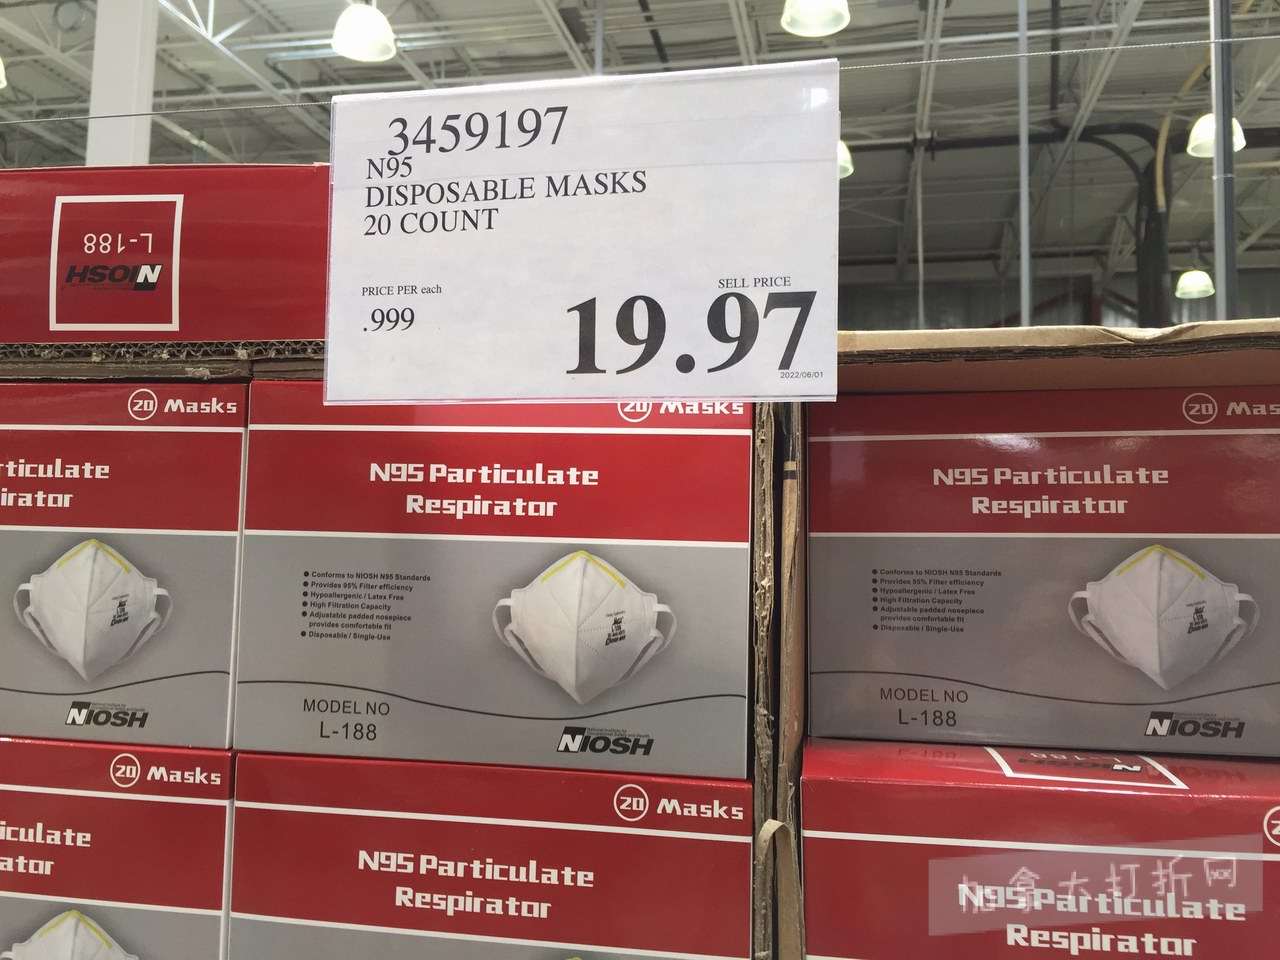 3459197
N95
DISPOSABLE MASKS
20 COUNT
PRICE PER each
.999
SELL PRICE
19.97
2022/06/01
L-188
NIOSH
20 Masks
rticulate
irator
NIOSH
20 Masks
N95 Particulate
Respirator
Conforms to NIOSH N95 Standards
Provides 95% Filter efficiency
Hypoallergenic / Latex Free
High Filtration Capacity
Adjustable padded nosepiece
provides comfortable fit
Disposable / Single-Use
MODEL NO
L-188
NIOSH
20 Mas
N95 Particulate
Respirator
Conforms to NIOSH N95 Standards
Provides 95% Filter efficiency
Hypoallergenic / Latex Free
High Filtration Capacity
Adjustable padded nosepiece
provides comfortable fit
Disposable / Single-Use
MODEL NO
L-188
NIOSH
20 Masks
iculate
ator
20 Masks
N95 Particulate
Respirator
L-188
N95 Particulate
Respirator
加拿大打折网